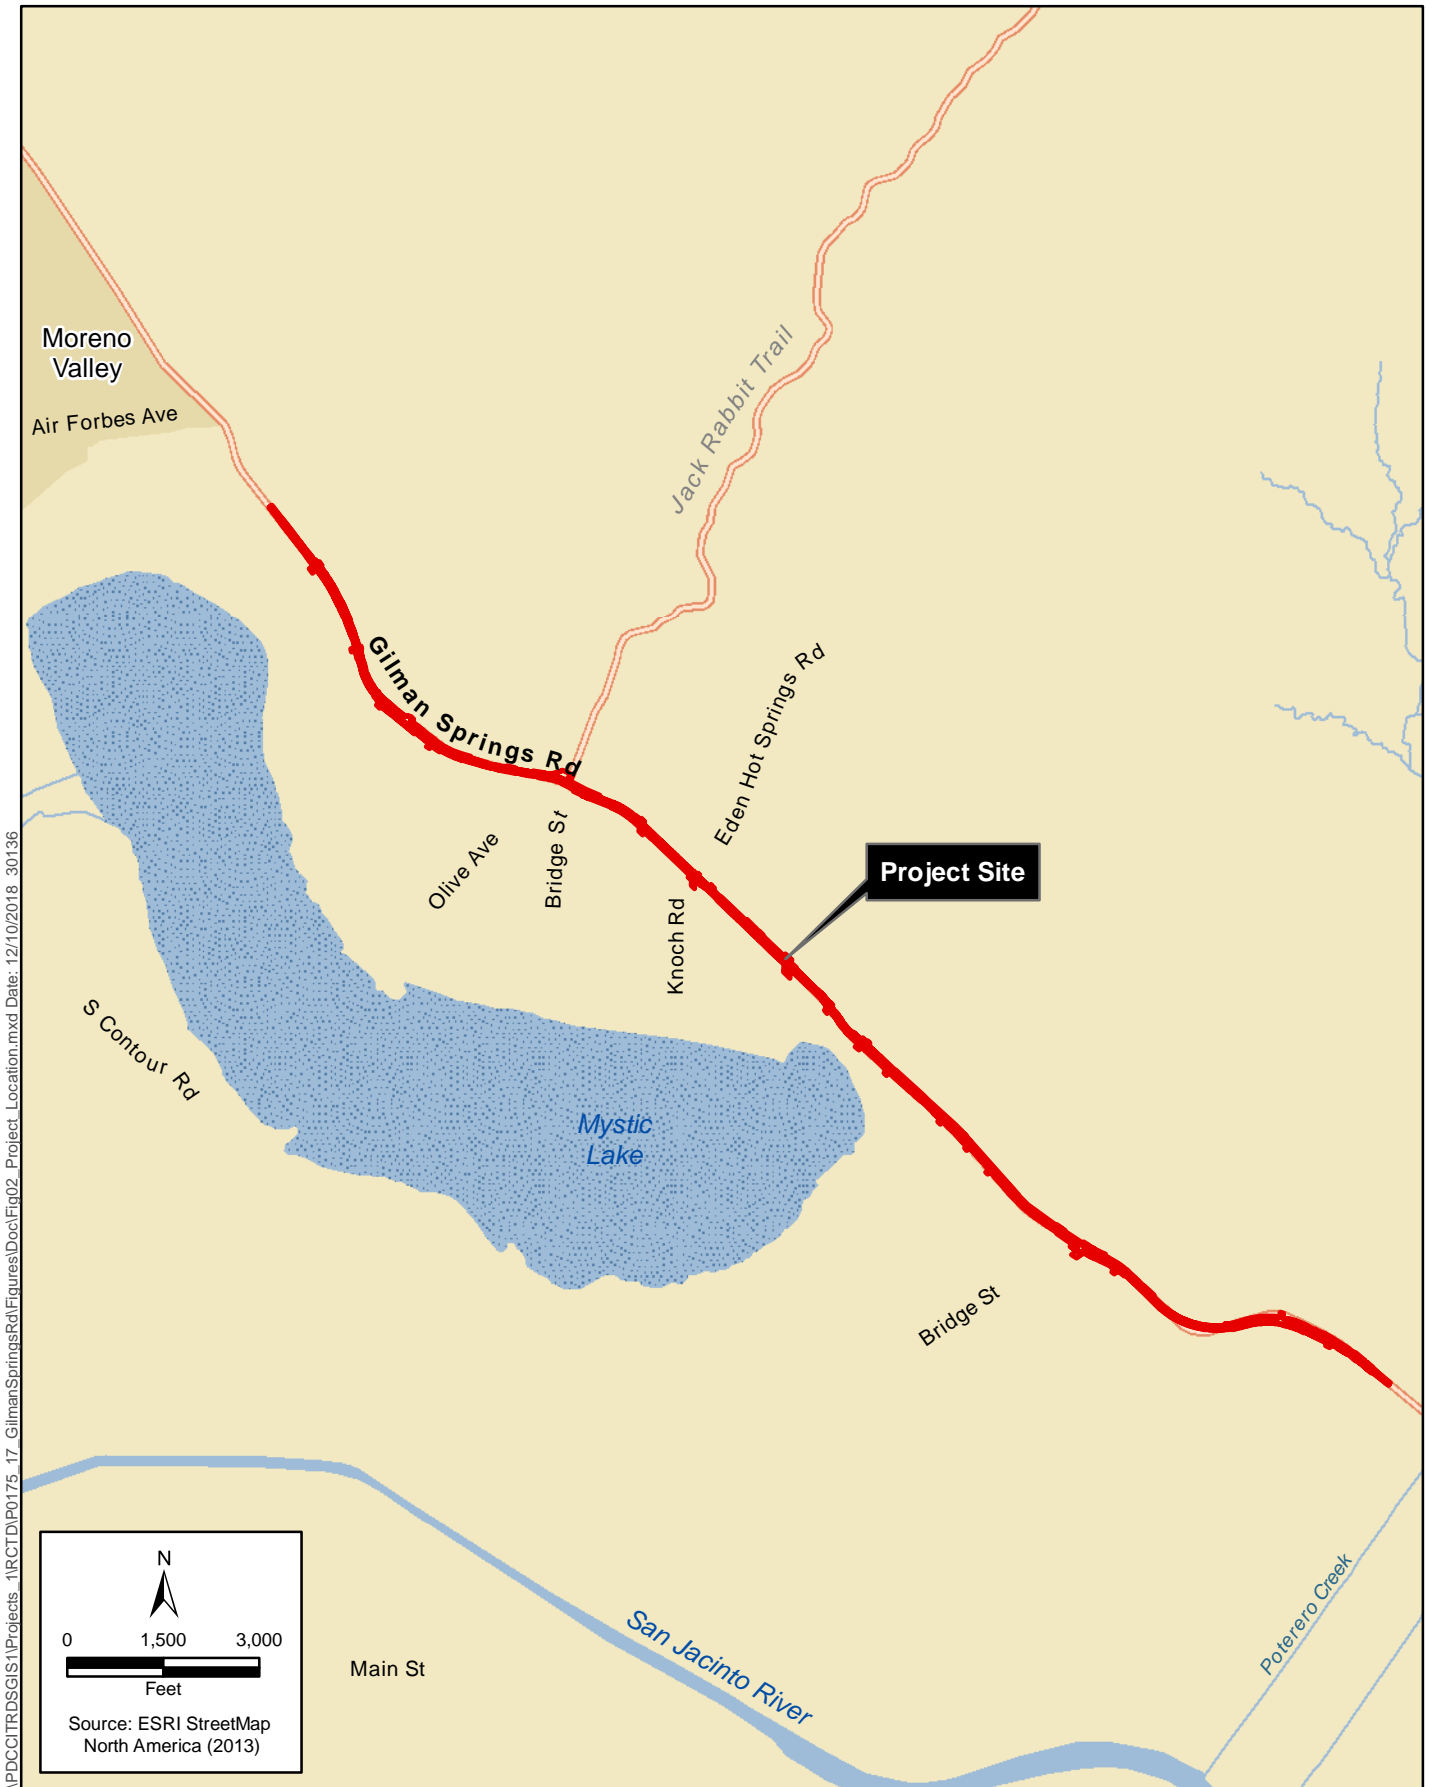 Moreno
Valley
Air Forbes Ave
Jack Rabbit Trail
Gilman Springs Rd
Eden Hot Springs Rd
Olive Ave
Bridge St
Knoch Rd
Project Site
S Contour Rd
Mystic
Lake
Bridge St
San Jacinto River
Poterero Creek
Main St
N
0 1,500 3,000
Feet
Source: ESRI StreetMap
North America (2013)
\PDCCITRDSGIS1\Projects_1\RCTD\P0175_17_GilmanSpringsRd\Figures\Doc\Fig02_Project_Location.mxd Date: 12/10/2018 30136